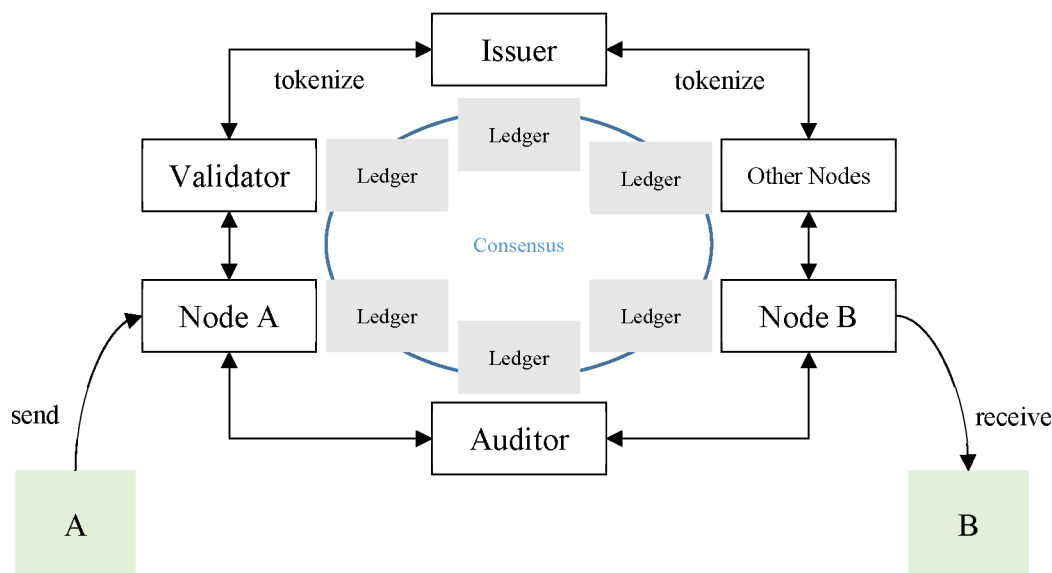 Issuer
tokenize
tokenize
Ledger
Validator
Ledger
Ledger
Other Nodes
Consensus
Node A
Ledger
Ledger
Node B
Ledger
send
Auditor
receive
A
B